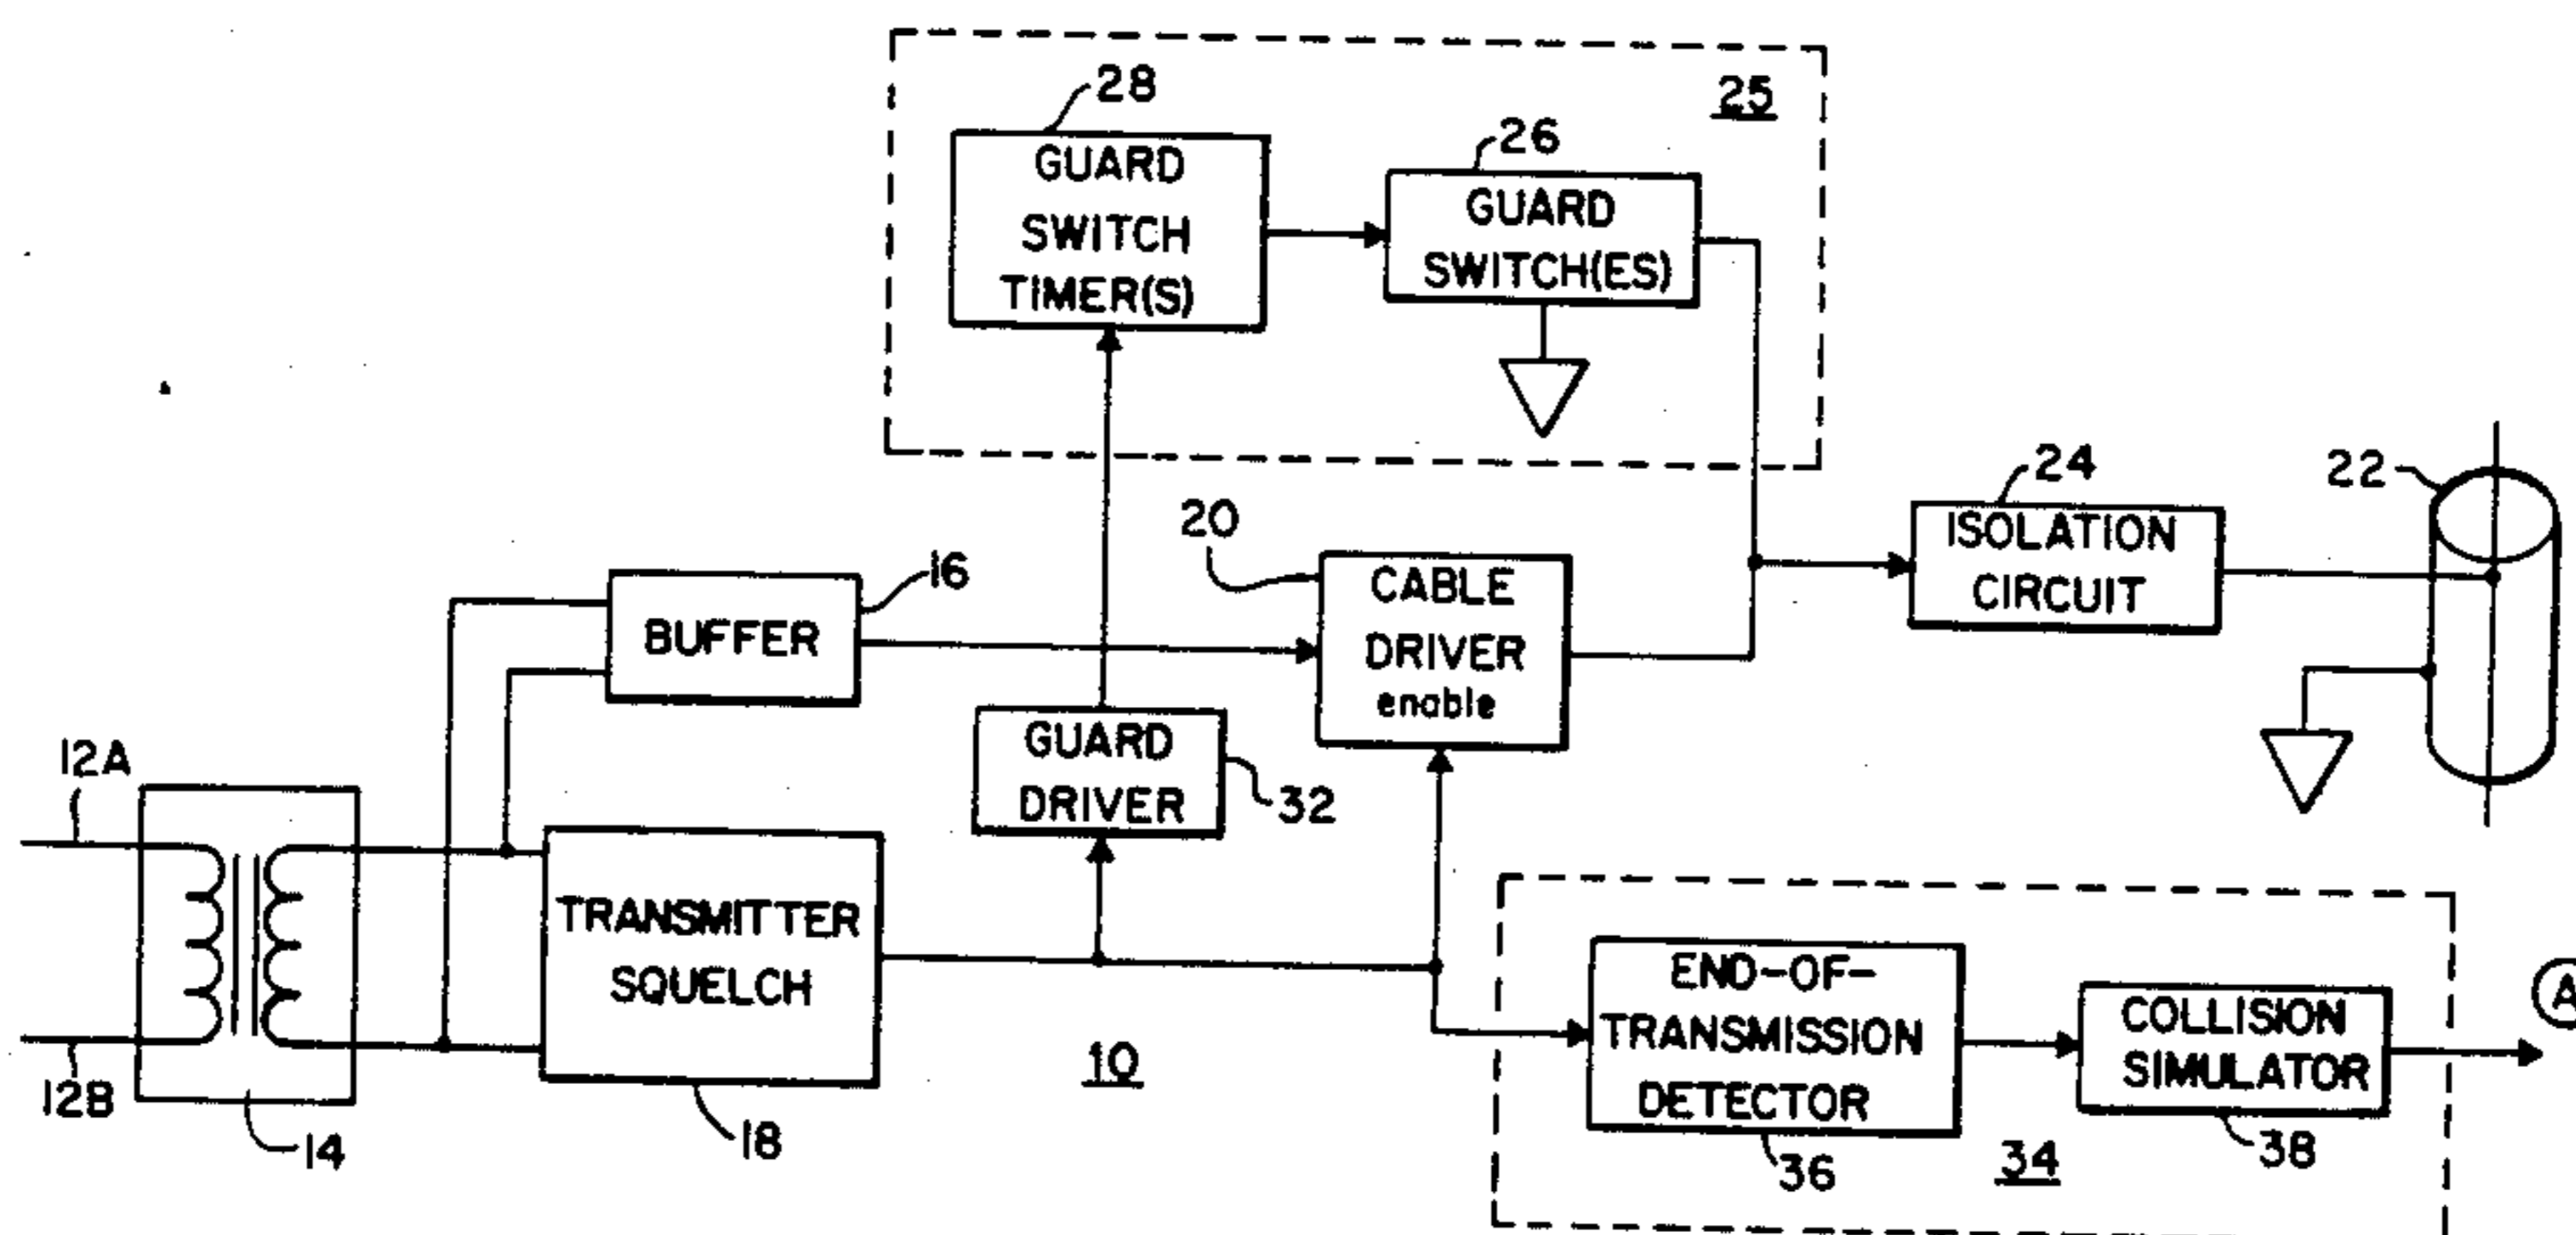 28
25
GUARD
SWITCH
TIMER(S)
26
GUARD
SWITCH(ES)
24
22
ISOLATION
CIRCUIT
20
CABLE
DRIVER
enable
16
BUFFER
GUARD
DRIVER
32
12A
12B
14
TRANSMITTER
SQUELCH
18
10
END-OF-
TRANSMISSION
DETECTOR
36
34
COLLISION
SIMULATOR
38
A